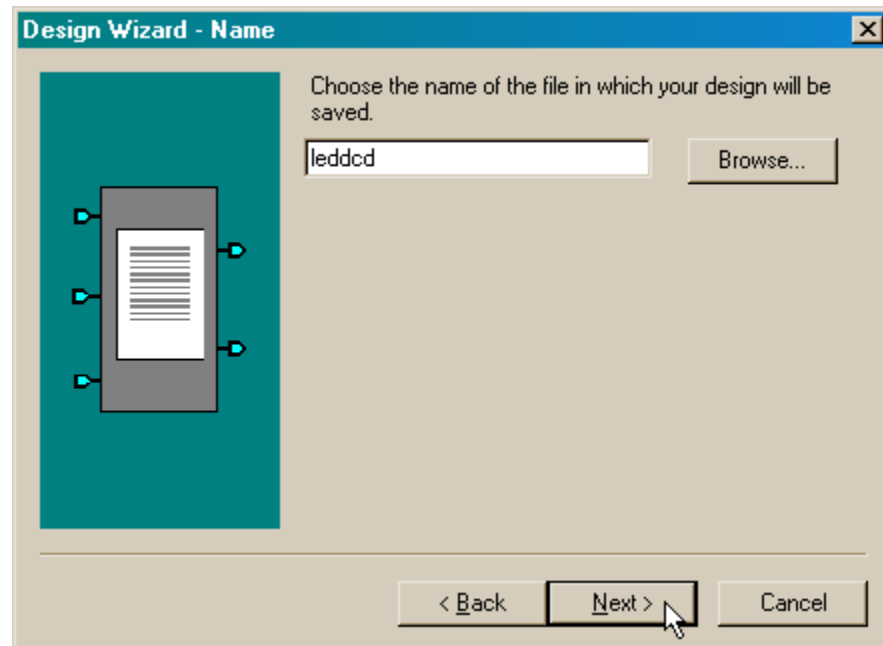 Design Wizard - Name
Choose the name of the file in which your design will be
saved.
leddcd
Browse...
< Back
Next >
Cancel